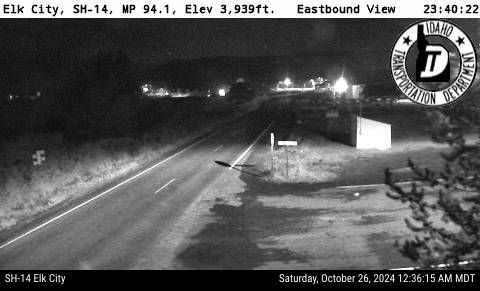 Elk City, SH-14, MP 94.1, Elev 3,939ft. Eastbound View 23:40:22
IDAHO
TRANSPORTATION DEPARTMENT
SH-14 Elk City Saturday, October 26, 2024 12:36:15 AM MDT